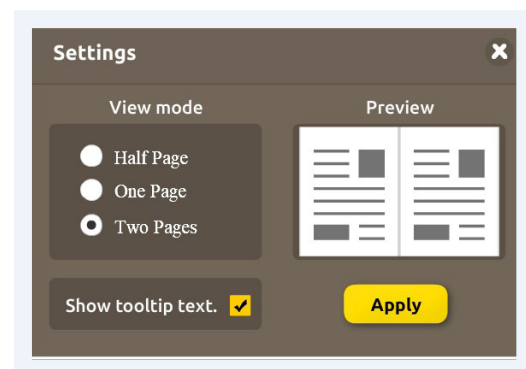 Settings
View mode
Preview
Half Page
One Page
Two Pages
Show tooltip text.
Apply